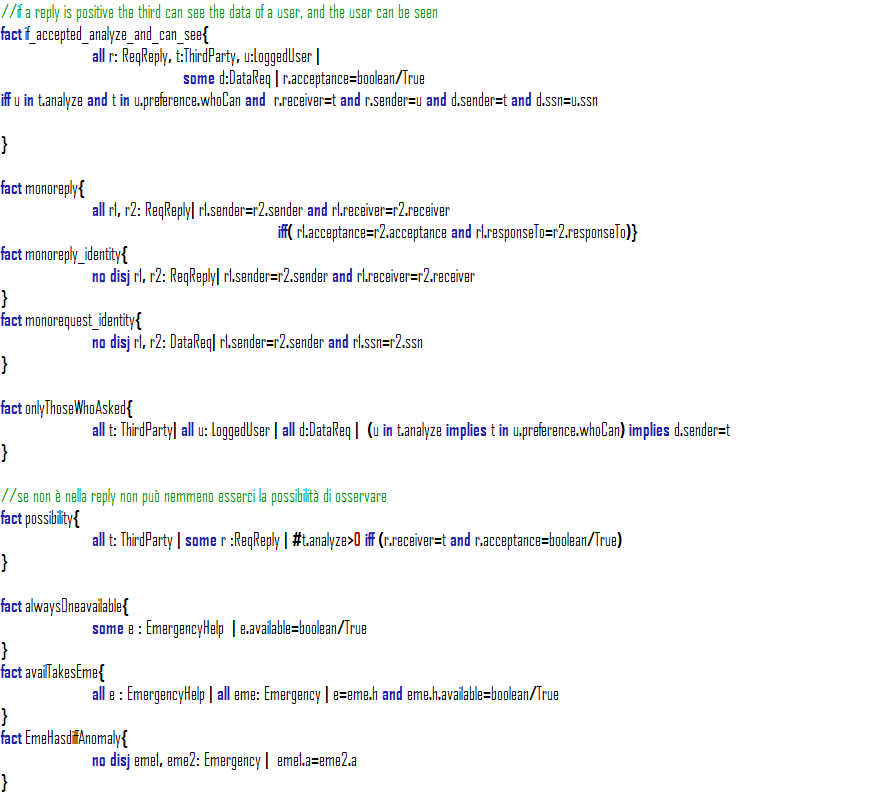 //if a reply is positive the third can see the data of a user, and the user can be seen
fact if_accepted_analyze_and_can_see{
all r: ReqReply, t:ThirdParty, u:LoggedUser |
some d:DataReq | r.acceptance=boolean/True
iff u in t.analyze and t in u.preference.whoCan and r.receiver=t and r.sender=u and d.sender=t and d.ssn=u.ssn
}
fact monoreply{
all r1, r2: ReqReply| r1.sender=r2.sender and r1.receiver=r2.receiver
iff( r1.acceptance=r2.acceptance and r1.responseTo=r2.responseTo)}
fact monoreply_identity{
no disj r1, r2: ReqReply| r1.sender=r2.sender and r1.receiver=r2.receiver
}
fact monorequest_identity{
no disj r1, r2: DataReq| r1.sender=r2.sender and r1.ssn=r2.ssn
}
fact onlyThoseWhoAsked{
all t: ThirdParty| all u: LoggedUser | all d:DataReq | (u in t.analyze implies t in u.preference.whoCan) implies d.sender=t
}
//se non è nella reply non può nemmeno esserci la possibilità di osservare
fact possibility{
all t: ThirdParty | some r :ReqReply | #t.analyze>0 iff (r.receiver=t and r.acceptance=boolean/True)
}
fact alwaysOneavailable{
some e : EmergencyHelp | e.available=boolean/True
}
fact availTakesEme{
all e : EmergencyHelp | all eme: Emergency | e=eme.h and eme.h.available=boolean/True
}
fact EmeHasdiffAnomaly{
no disj eme1, eme2: Emergency | eme1.a=eme2.a
}